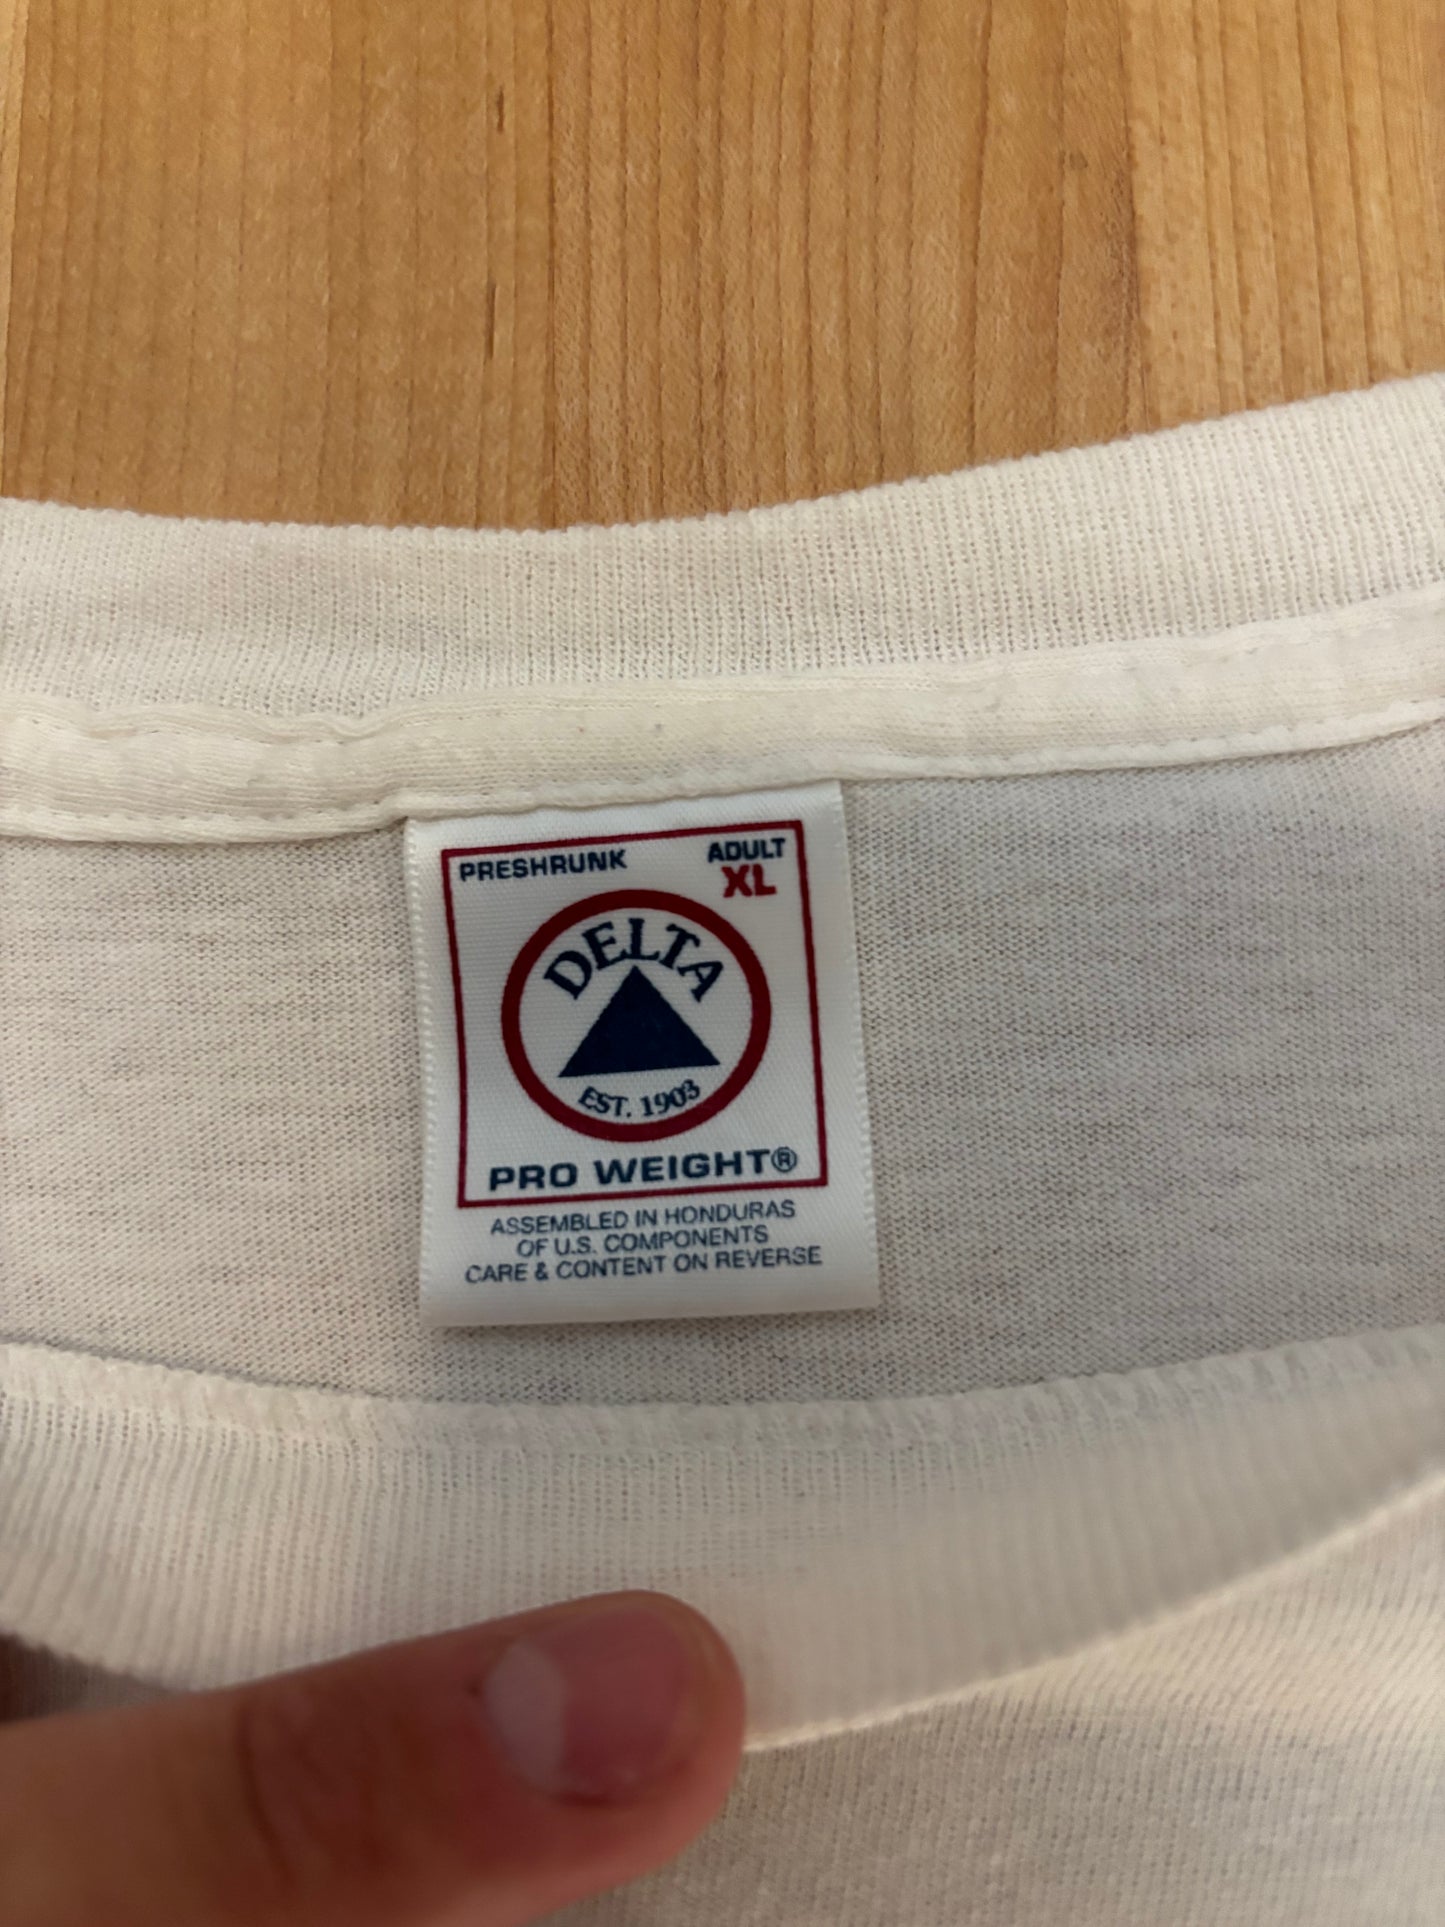 PRESHRUNK
ADULT
XL
DELTA
EST. 1903
PRO WEIGHT®
ASSEMBLED IN HONDURAS
OF U.S. COMPONENTS
CARE & CONTENT ON REVERSE